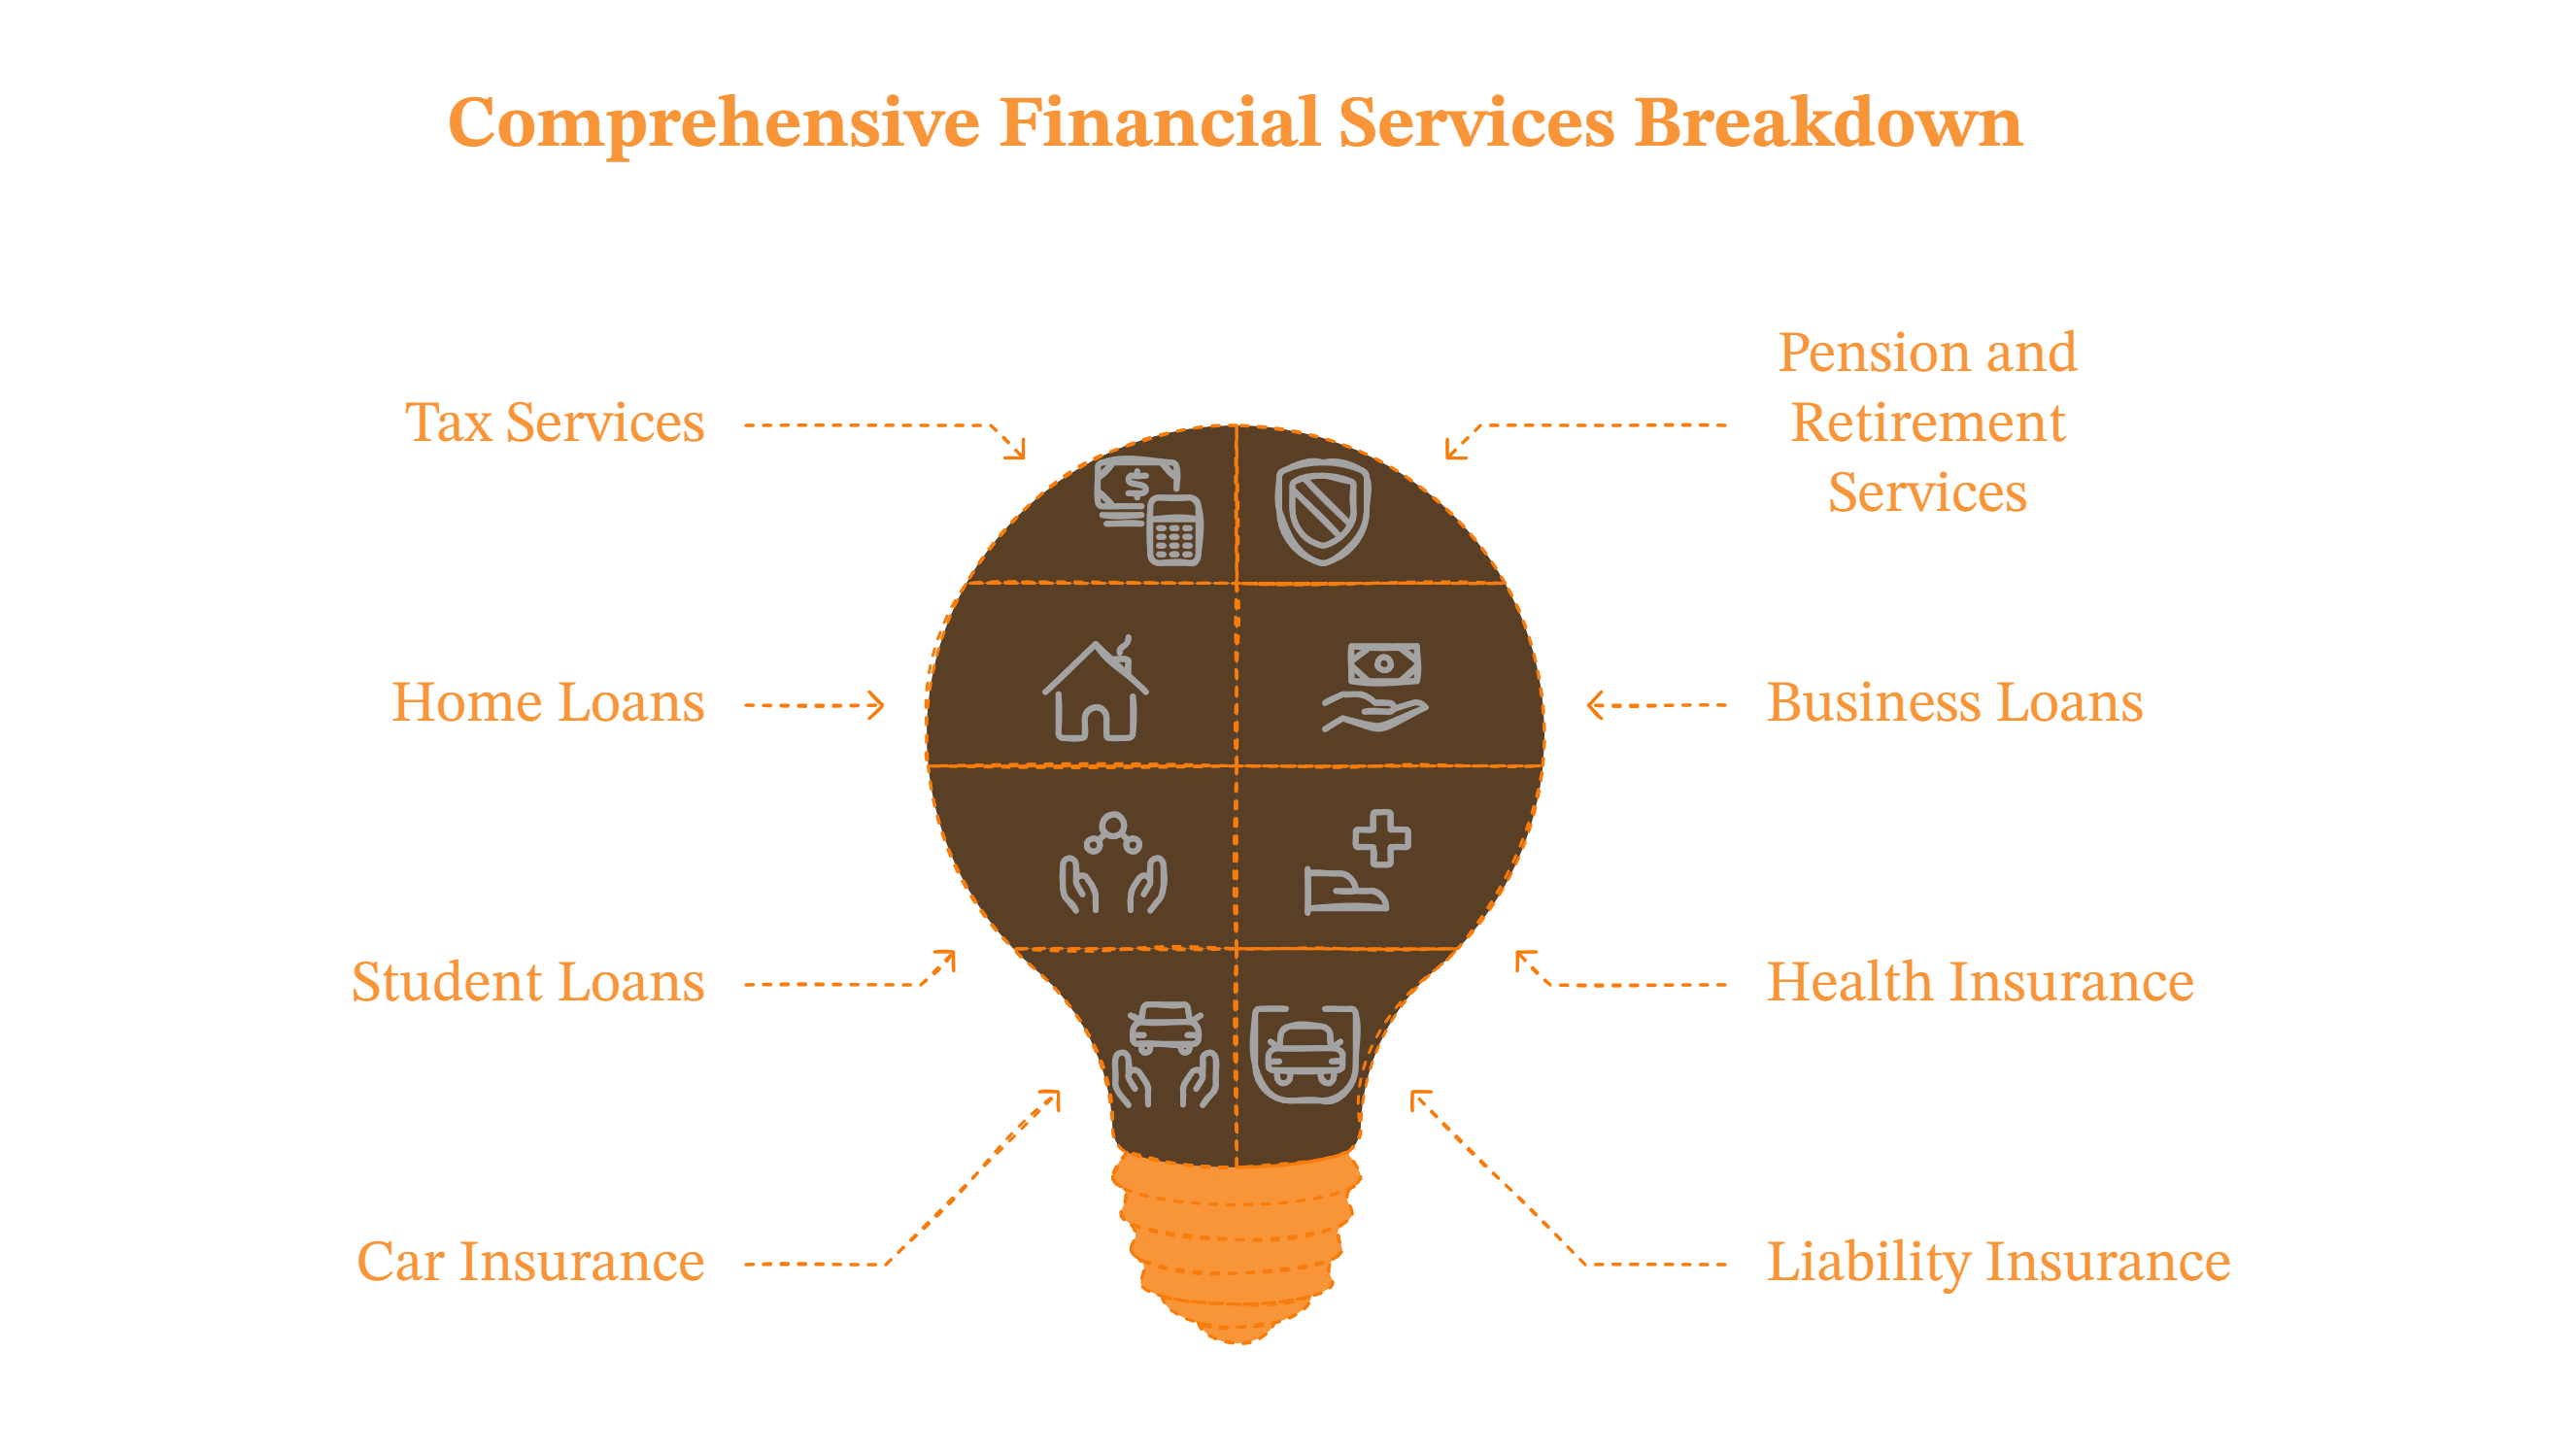 Comprehensive Financial Services Breakdown
Tax Services
Pension and
Retirement
Services
Home Loans
Business Loans
Student Loans
Health Insurance
Car Insurance
Liability Insurance
$